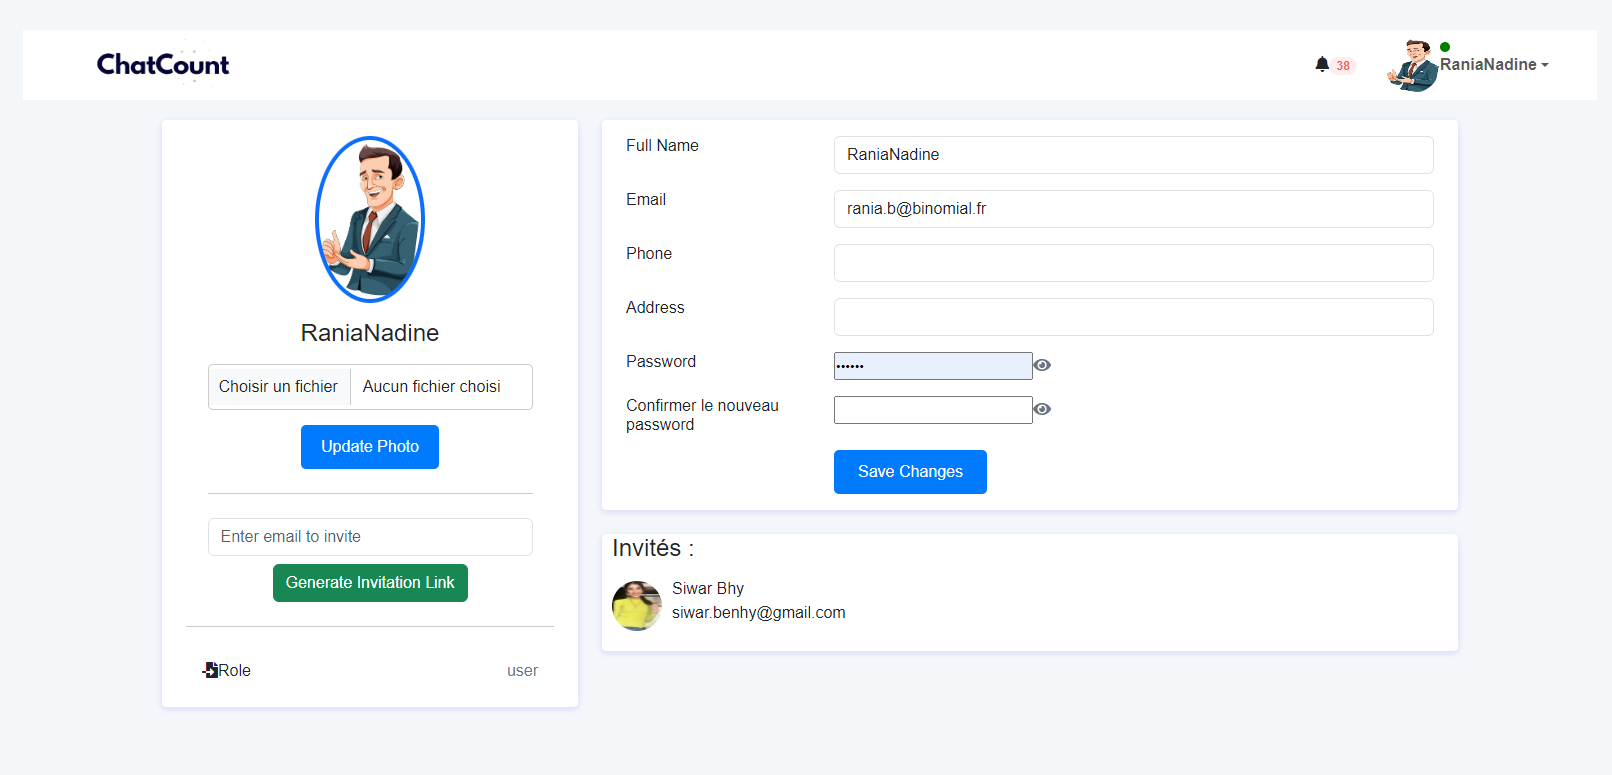 ChatCount
38
RaniaNadine
RaniaNadine
Choisir un fichier Aucun fichier choisi
Update Photo
Enter email to invite
Generate Invitation Link
Role user
Full Name RaniaNadine
Email rania.b@binomial.fr
Phone
Address
Password ••••••
Confirmer le nouveau
password
Save Changes
Invités :
Siwar Bhy
siwar.benhy@gmail.com